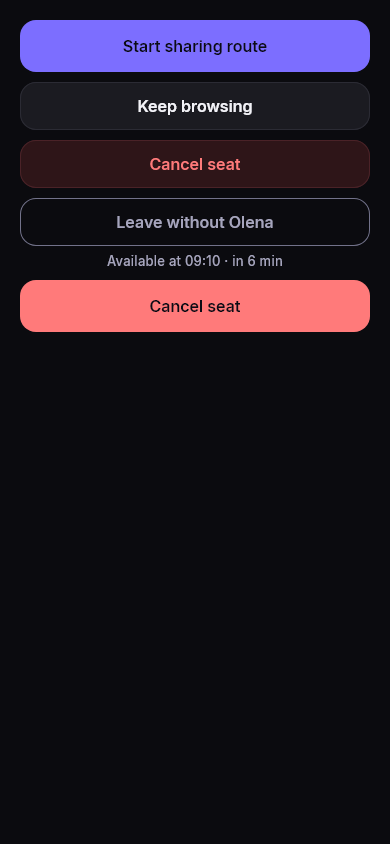 Start sharing route
Keep browsing
Cancel seat
Leave without Olena
Available at 09:10 · in 6 min
Cancel seat